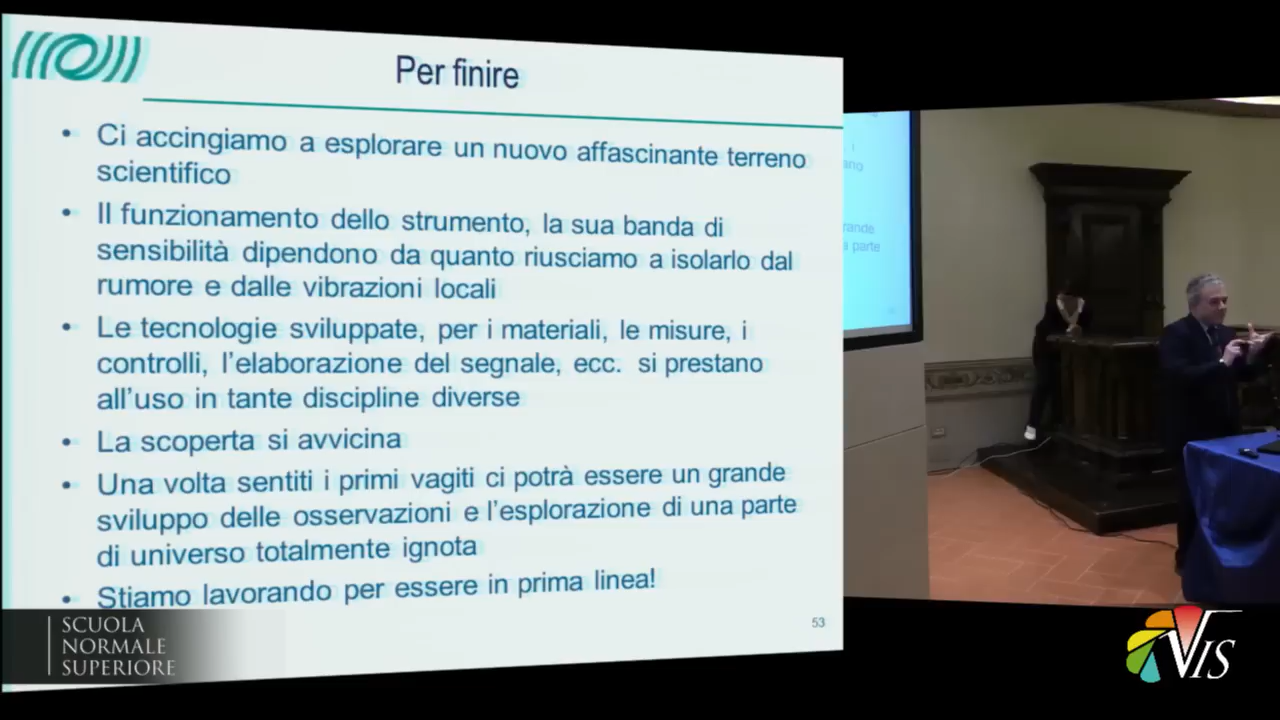 Per finire
• Ci accingiamo a esplorare un nuovo affascinante terreno
scientifico
• Il funzionamento dello strumento, la sua banda di
sensibilità dipendono da quanto riusciamo a isolarlo dal
rumore e dalle vibrazioni locali
• Le tecnologie sviluppate, per i materiali, le misure, i
controlli, l'elaborazione del segnale, ecc. si prestano
all'uso in tante discipline diverse
• La scoperta si avvicina
• Una volta sentiti i primi vagiti ci potrà essere un grande
sviluppo delle osservazioni e l'esplorazione di una parte
di universo totalmente ignota
• Stiamo lavorando per essere in prima linea!
53
SCUOLA
NORMALE
SUPERIORE
parte
VIS